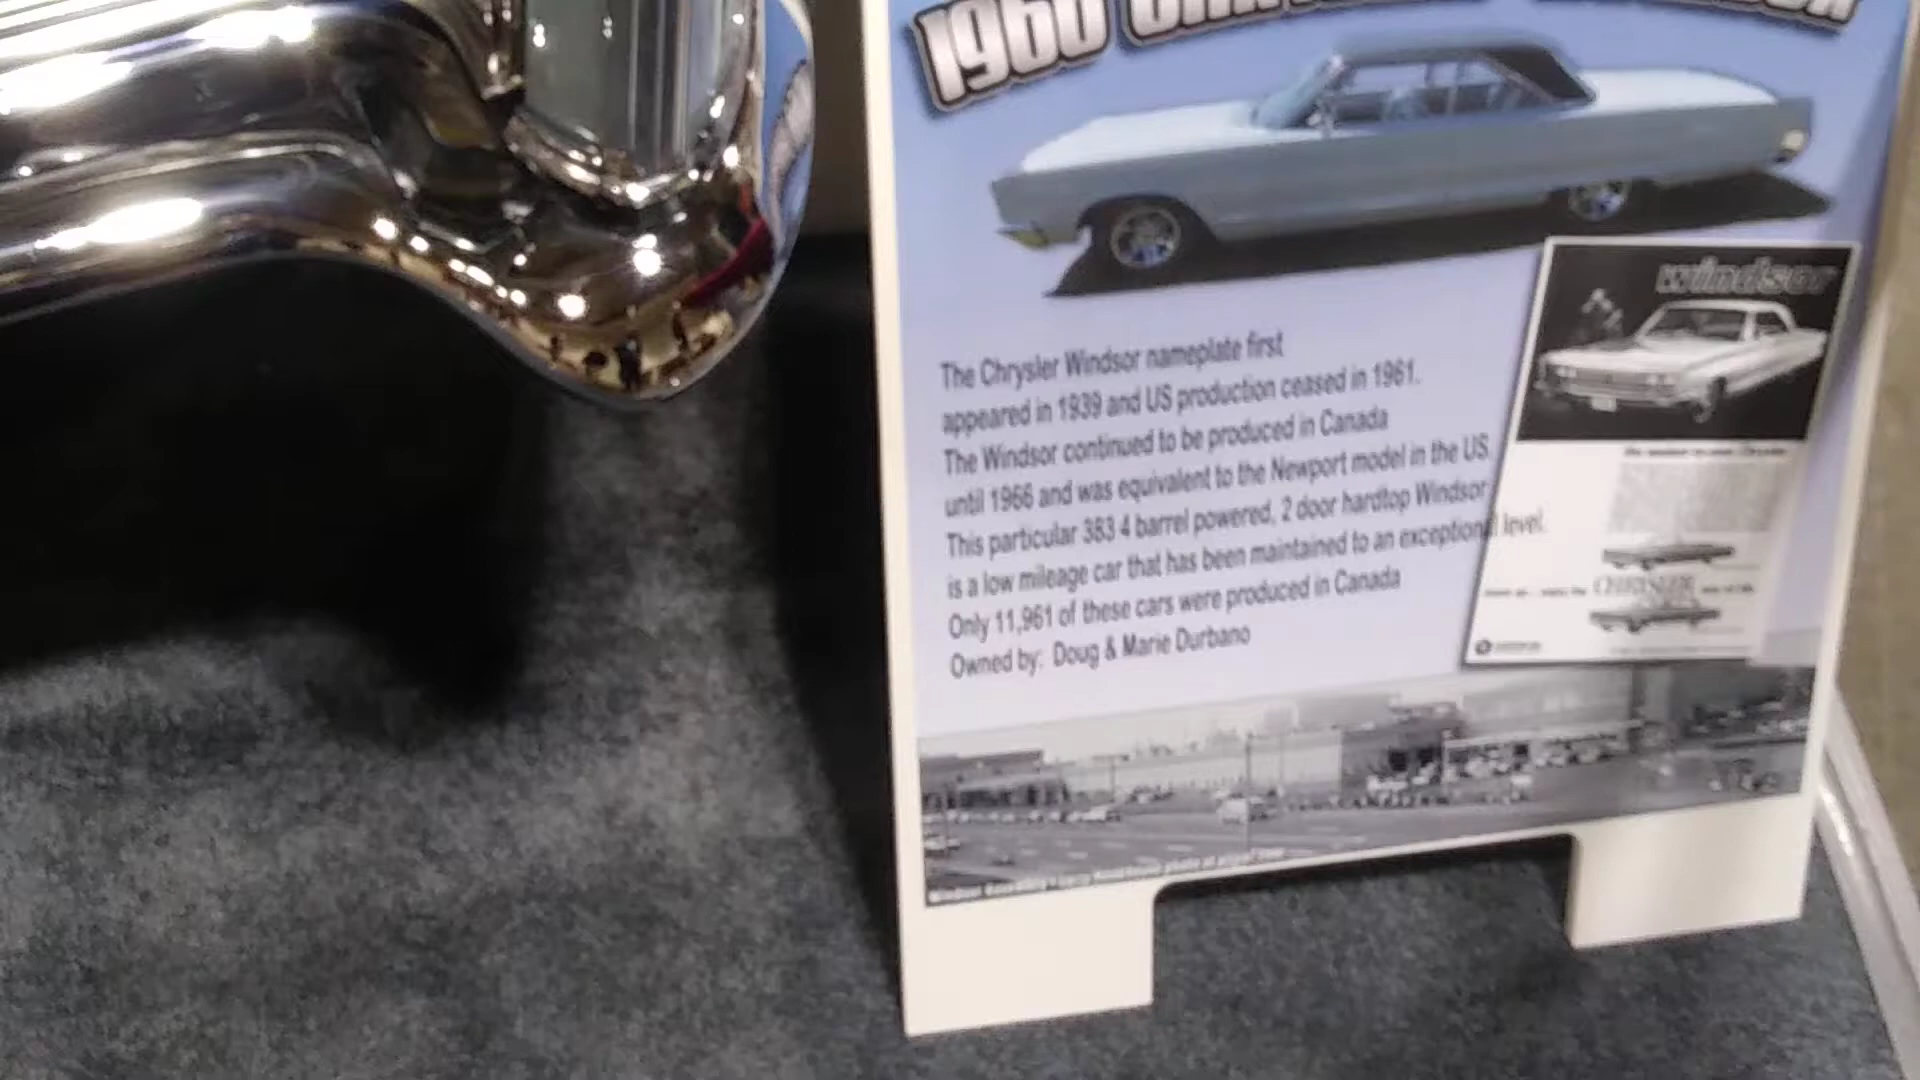 1966
The Chrysler Windsor nameplate first
appeared in 1939 and US production ceased in 1961.
The Windsor continued to be produced in Canada
until 1966 and was equivalent to the Newport model in the US
This particular 383 4 barrel powered, 2 door hardtop Windsor
is a low mileage car that has been maintained to an exceptional level.
Only 11,961 of these cars were produced in Canada
Owned by: Doug & Marie Durbano
windsor
CHRYSLER